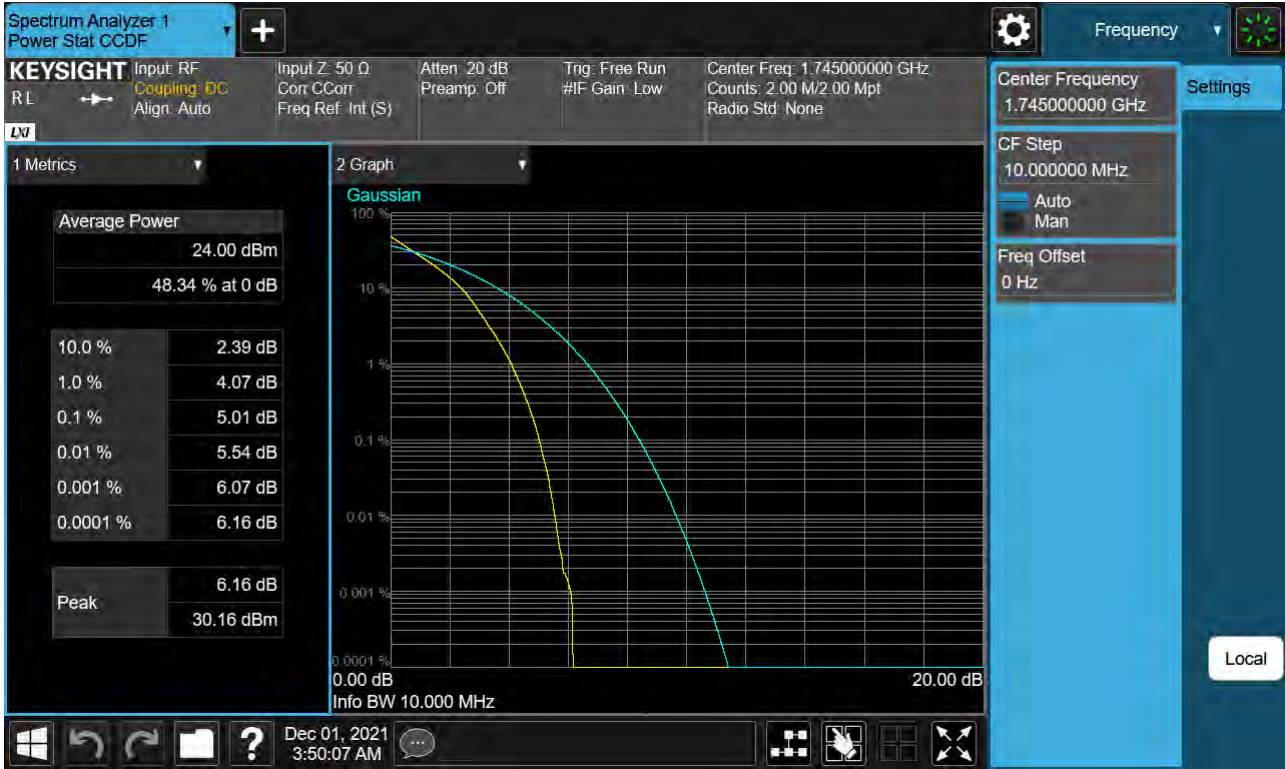 Spectrum Analyzer 1
Power Stat CCDF
Frequency
KEYSIGHT
R L
LXI
Input: RF
Coupling: DC
Align: Auto
Input Z: 50 Ω
Corr CCorr
Freq Ref: Int (S)
Atten: 20 dB
Preamp: Off
Trig: Free Run
#IF Gain: Low
Center Freq: 1.745000000 GHz
Counts: 2.00 M/2.00 Mpt
Radio Std: None
Center Frequency
1.745000000 GHz
Settings
CF Step
10.000000 MHz
Auto
Man
Freq Offset
0 Hz
Local
1 Metrics
Average Power
24.00 dBm
48.34 % at 0 dB
10.0 % 2.39 dB
1.0 % 4.07 dB
0.1 % 5.01 dB
0.01 % 5.54 dB
0.001 % 6.07 dB
0.0001 % 6.16 dB
Peak
6.16 dB
30.16 dBm
2 Graph
Gaussian
100 %
10 %
1 %
0.1 %
0.01 %
0.001 %
0.0001 %
0.00 dB
20.00 dB
Info BW 10.000 MHz
?
Dec 01, 2021
3:50:07 AM